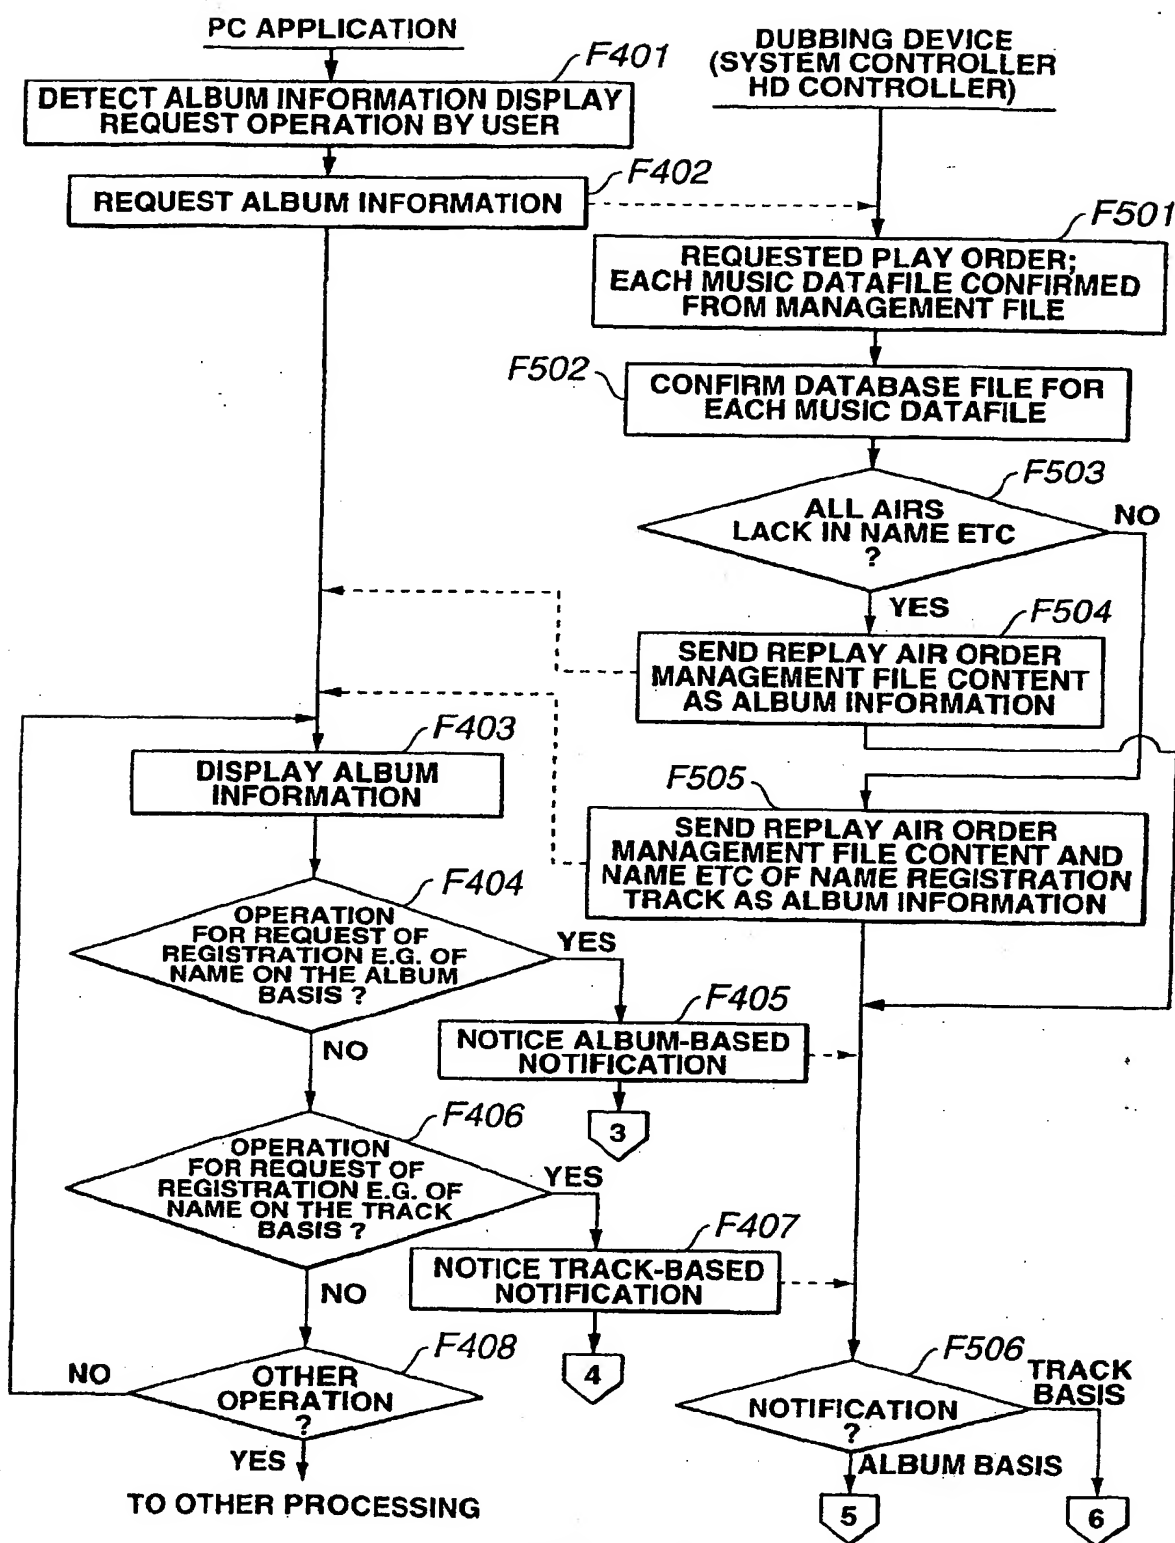 PC APPLICATION
F401
DETECT ALBUM INFORMATION DISPLAY
REQUEST OPERATION BY USER
F402
REQUEST ALBUM INFORMATION
DUBBING DEVICE
(SYSTEM CONTROLLER
HD CONTROLLER)
F501
REQUESTED PLAY ORDER;
EACH MUSIC DATAFILE CONFIRMED
FROM MANAGEMENT FILE
F502
CONFIRM DATABASE FILE FOR
EACH MUSIC DATAFILE
F503
ALL AIRS
LACK IN NAME ETC
?
NO
YES
F504
SEND REPLAY AIR ORDER
MANAGEMENT FILE CONTENT
AS ALBUM INFORMATION
F403
DISPLAY ALBUM
INFORMATION
F505
SEND REPLAY AIR ORDER
MANAGEMENT FILE CONTENT AND
NAME ETC OF NAME REGISTRATION
TRACK AS ALBUM INFORMATION
F404
OPERATION
FOR REQUEST OF
REGISTRATION E.G. OF
NAME ON THE ALBUM
BASIS ?
YES
NO
F405
NOTICE ALBUM-BASED
NOTIFICATION
3
F406
OPERATION
FOR REQUEST OF
REGISTRATION E.G. OF
NAME ON THE TRACK
BASIS ?
YES
NO
F407
NOTICE TRACK-BASED
NOTIFICATION
4
F408
OTHER
OPERATION
?
NO
YES
TO OTHER PROCESSING
F506
NOTIFICATION
?
TRACK
BASIS
ALBUM BASIS
5
6